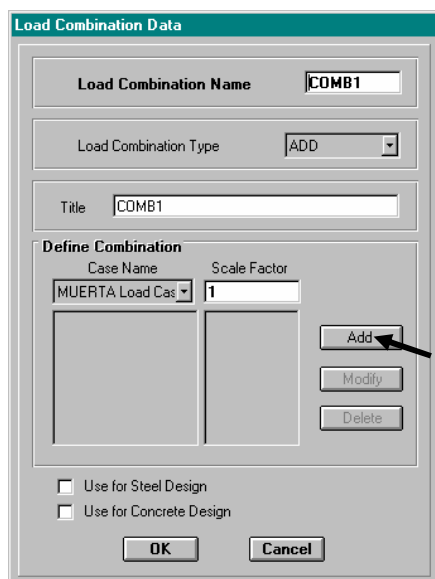 Load Combination Data
Load Combination Name COMB1
Load Combination Type ADD
Title COMB1
Define Combination
Case Name Scale Factor
MUERTA Load Cas 1
Add
Modify
Delete
Use for Steel Design
Use for Concrete Design
OK Cancel